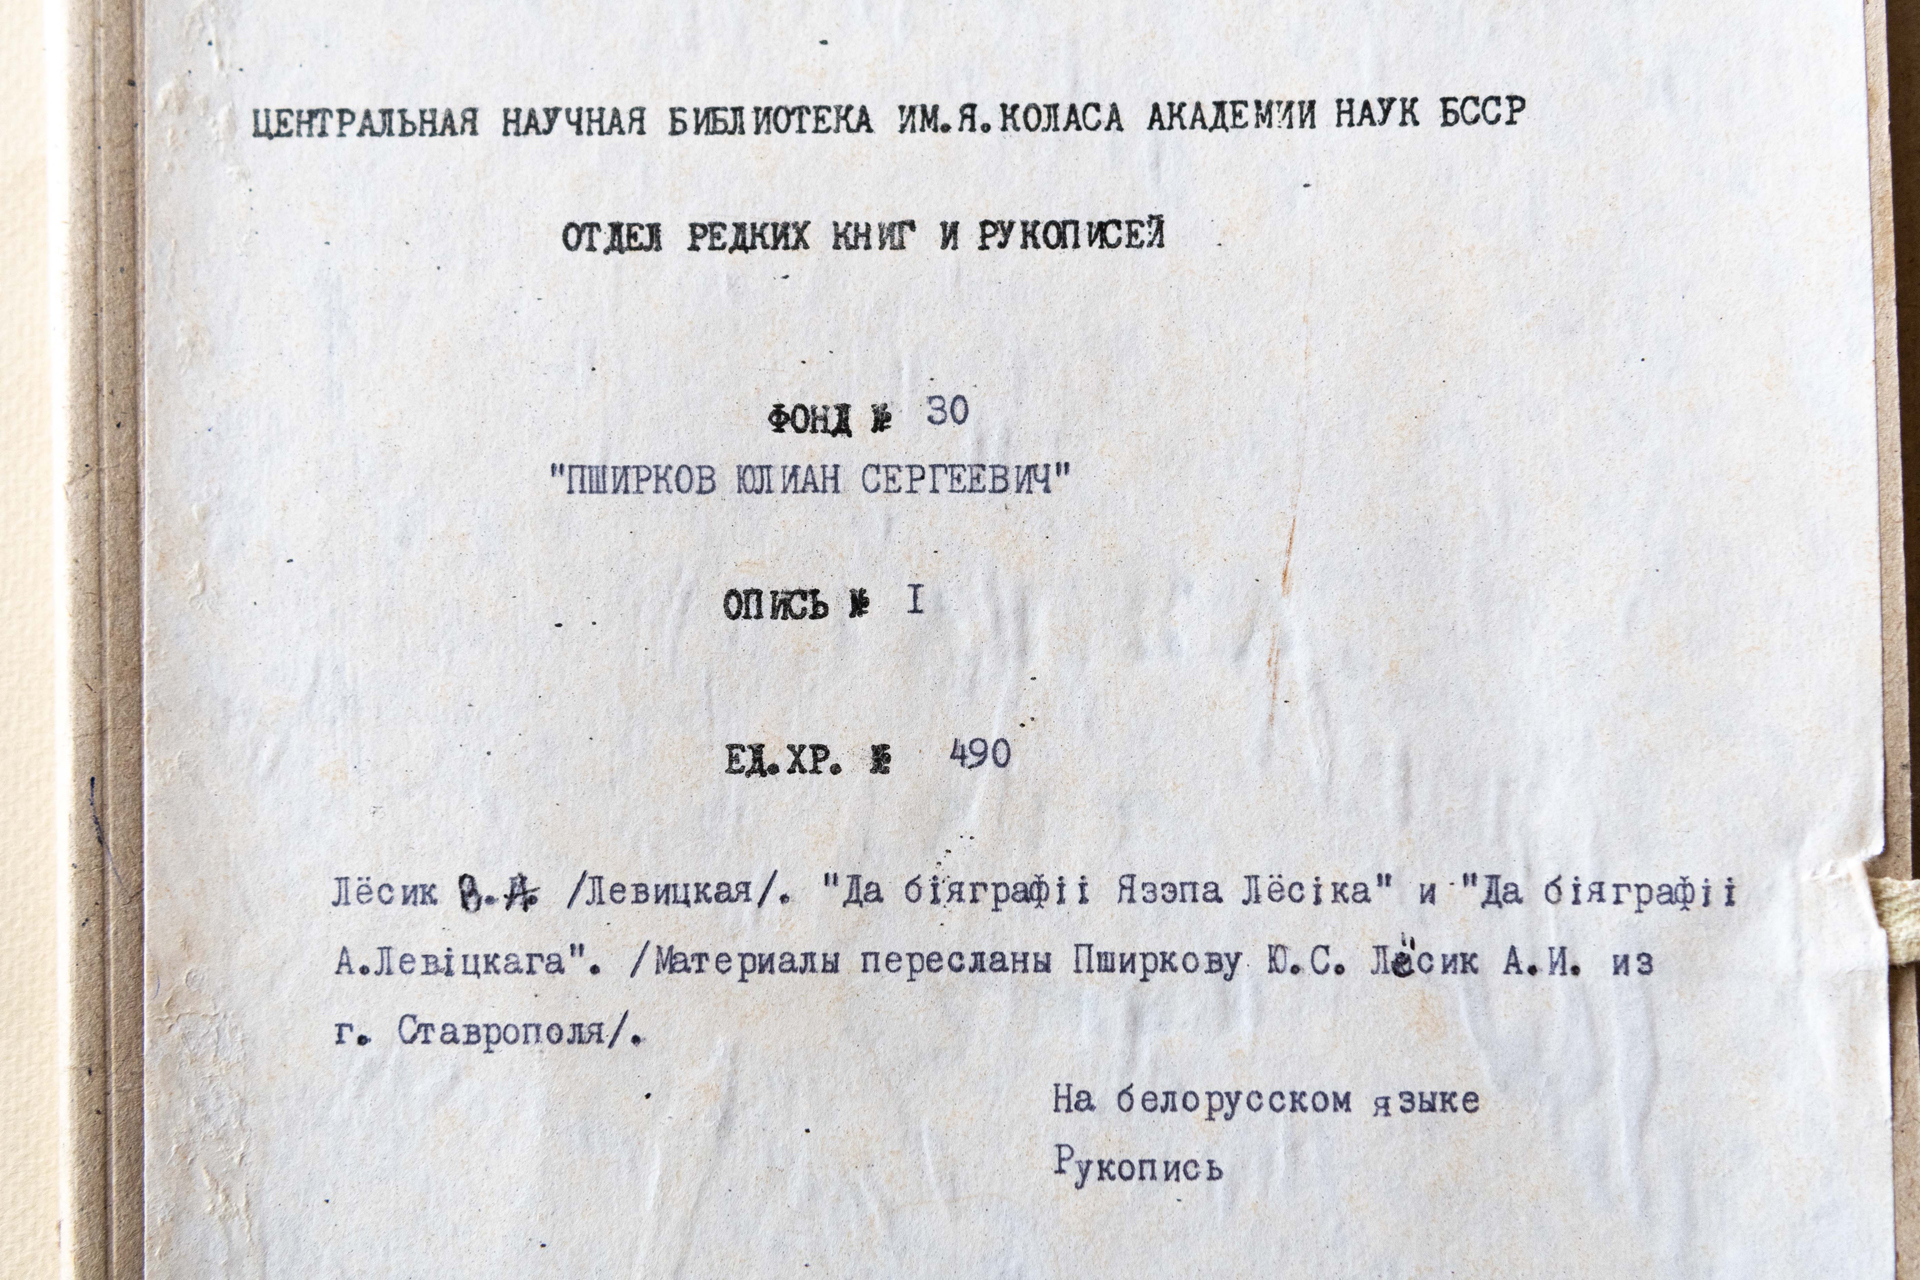 ЦЕНТРАЛЬНАЯ НАУЧНАЯ БИБЛИОТЕКА ИМ.Я.КОЛАСА АКАДЕМИИ НАУК БССР
ОТДЕЛ РЕДКИХ КНИГ И РУКОПИСЕЙ
ФОНД № 30
"ПШИРКОВ ЮЛИАН СЕРГЕЕВИЧ"
ОПИСЬ № I
ЕД.ХР. № 490
Лёсик /Левицкая/. "Да біяграфіі Язэпа Лёсіка" и "Да біяграфіі
А.Левіцкага". /Материалы пересланы Пширкову Ю.С. Лёсик А.И. из
г. Ставрополя/.
На белорусском языке
Рукопись